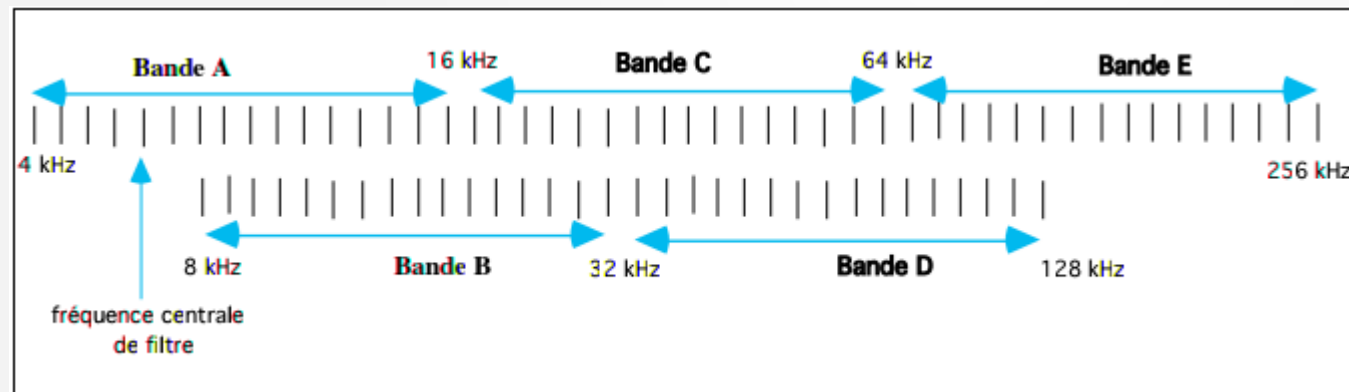 Bande A
16 kHz
Bande C
64 kHz
Bande E
4 kHz
256 kHz
8 kHz
Bande B
32 kHz
Bande D
128 kHz
fréquence centrale
de filtre